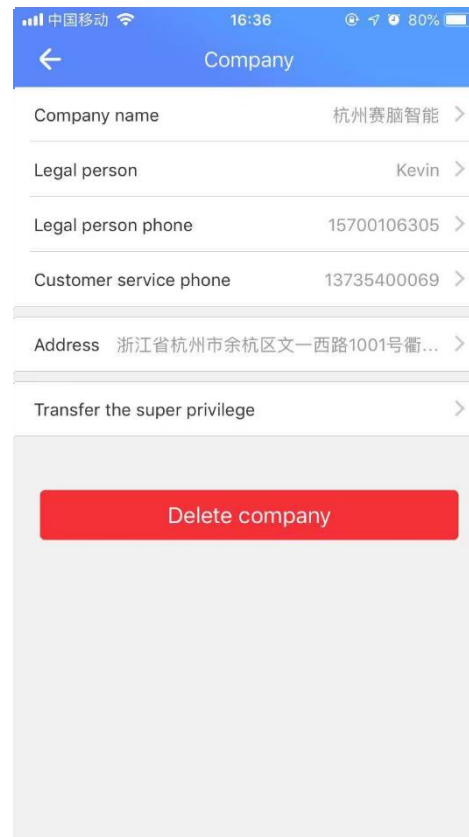 中国移动 16:36 80%
Company
Company name 杭州赛脑智能
Legal person Kevin
Legal person phone 15700106305
Customer service phone 13735400069
Address 浙江省杭州市余杭区文一西路1001号衢...
Transfer the super privilege
Delete company